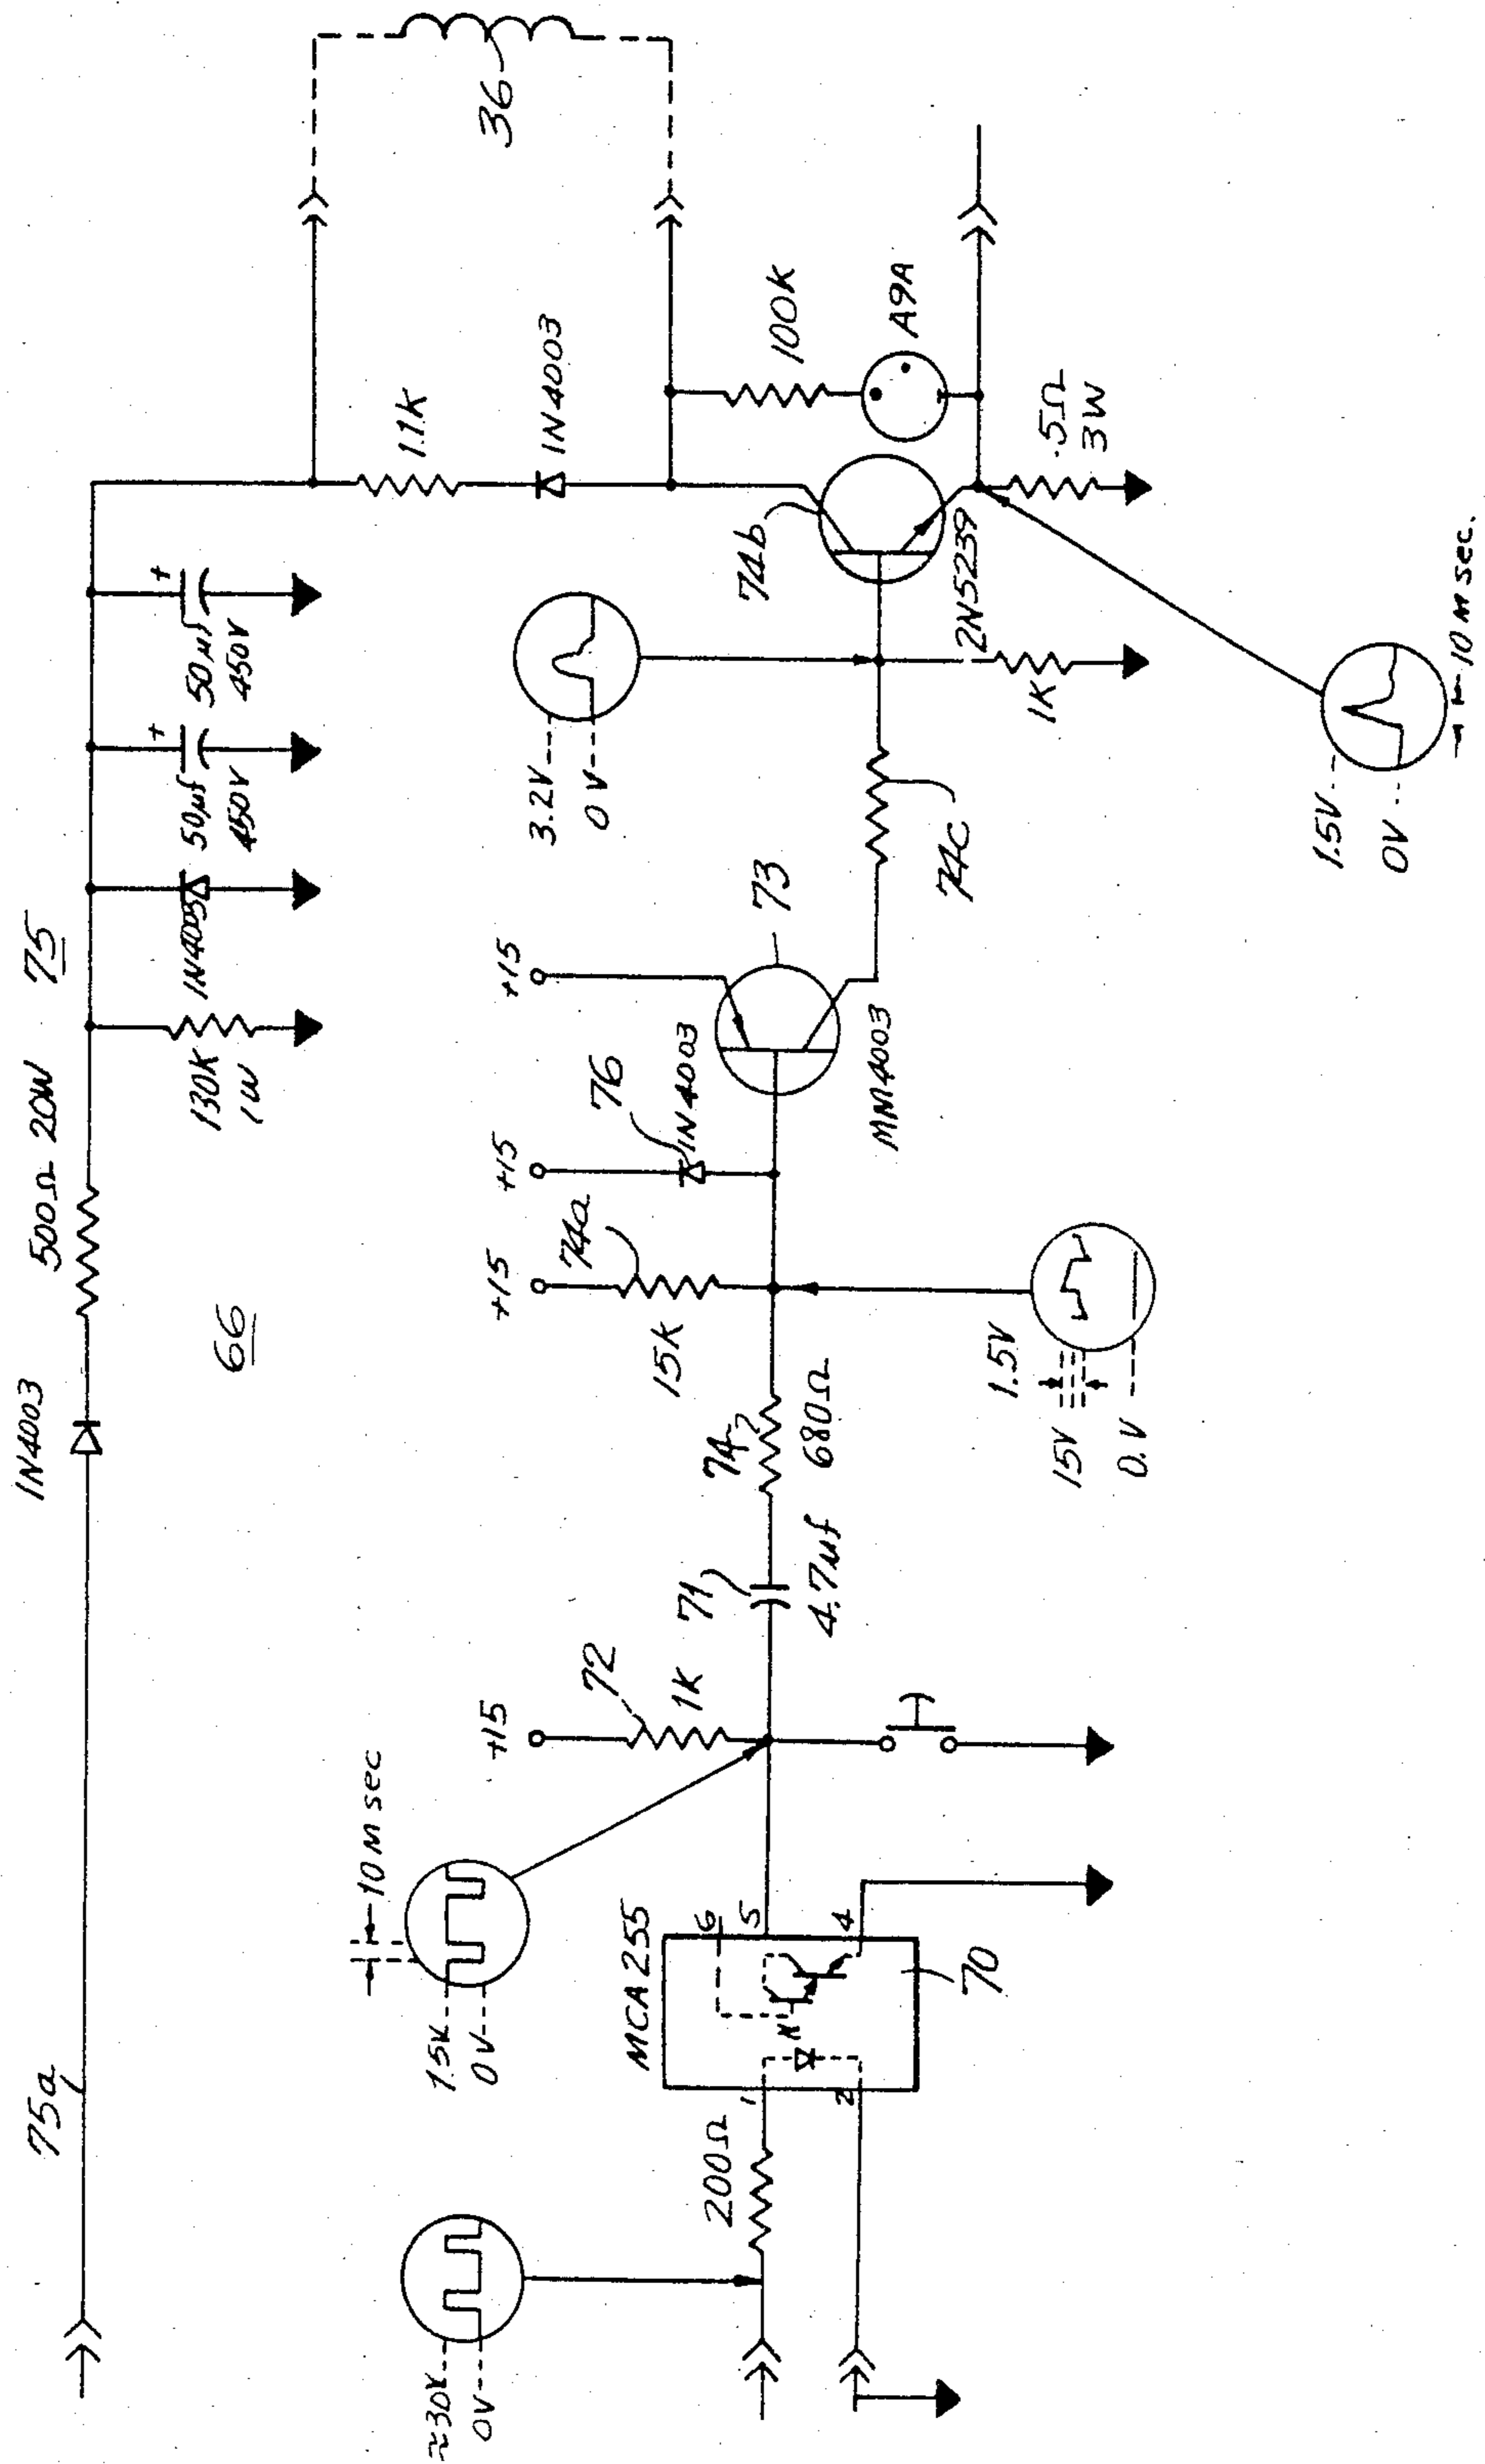 75a
1N4003
500Ω 20W
75
66
130K
1W
1N4003
50µf
450V
+
50µf
450V
+
36
1.1K
1N4003
100K
A9A
74b
2N5239
.5Ω
3W
3.2V
0V
1K
74c
1.5V
0V
10 M sec.
+15
73
MM4003
+15
76
1N4003
+15
74a
15K
74
680Ω
15V
1.5V
0.V
71
4.7µf
+15
72
1K
10 M sec
15V
0V
MCA255
6
5
4
1
2
70
200Ω
≈30V
0V